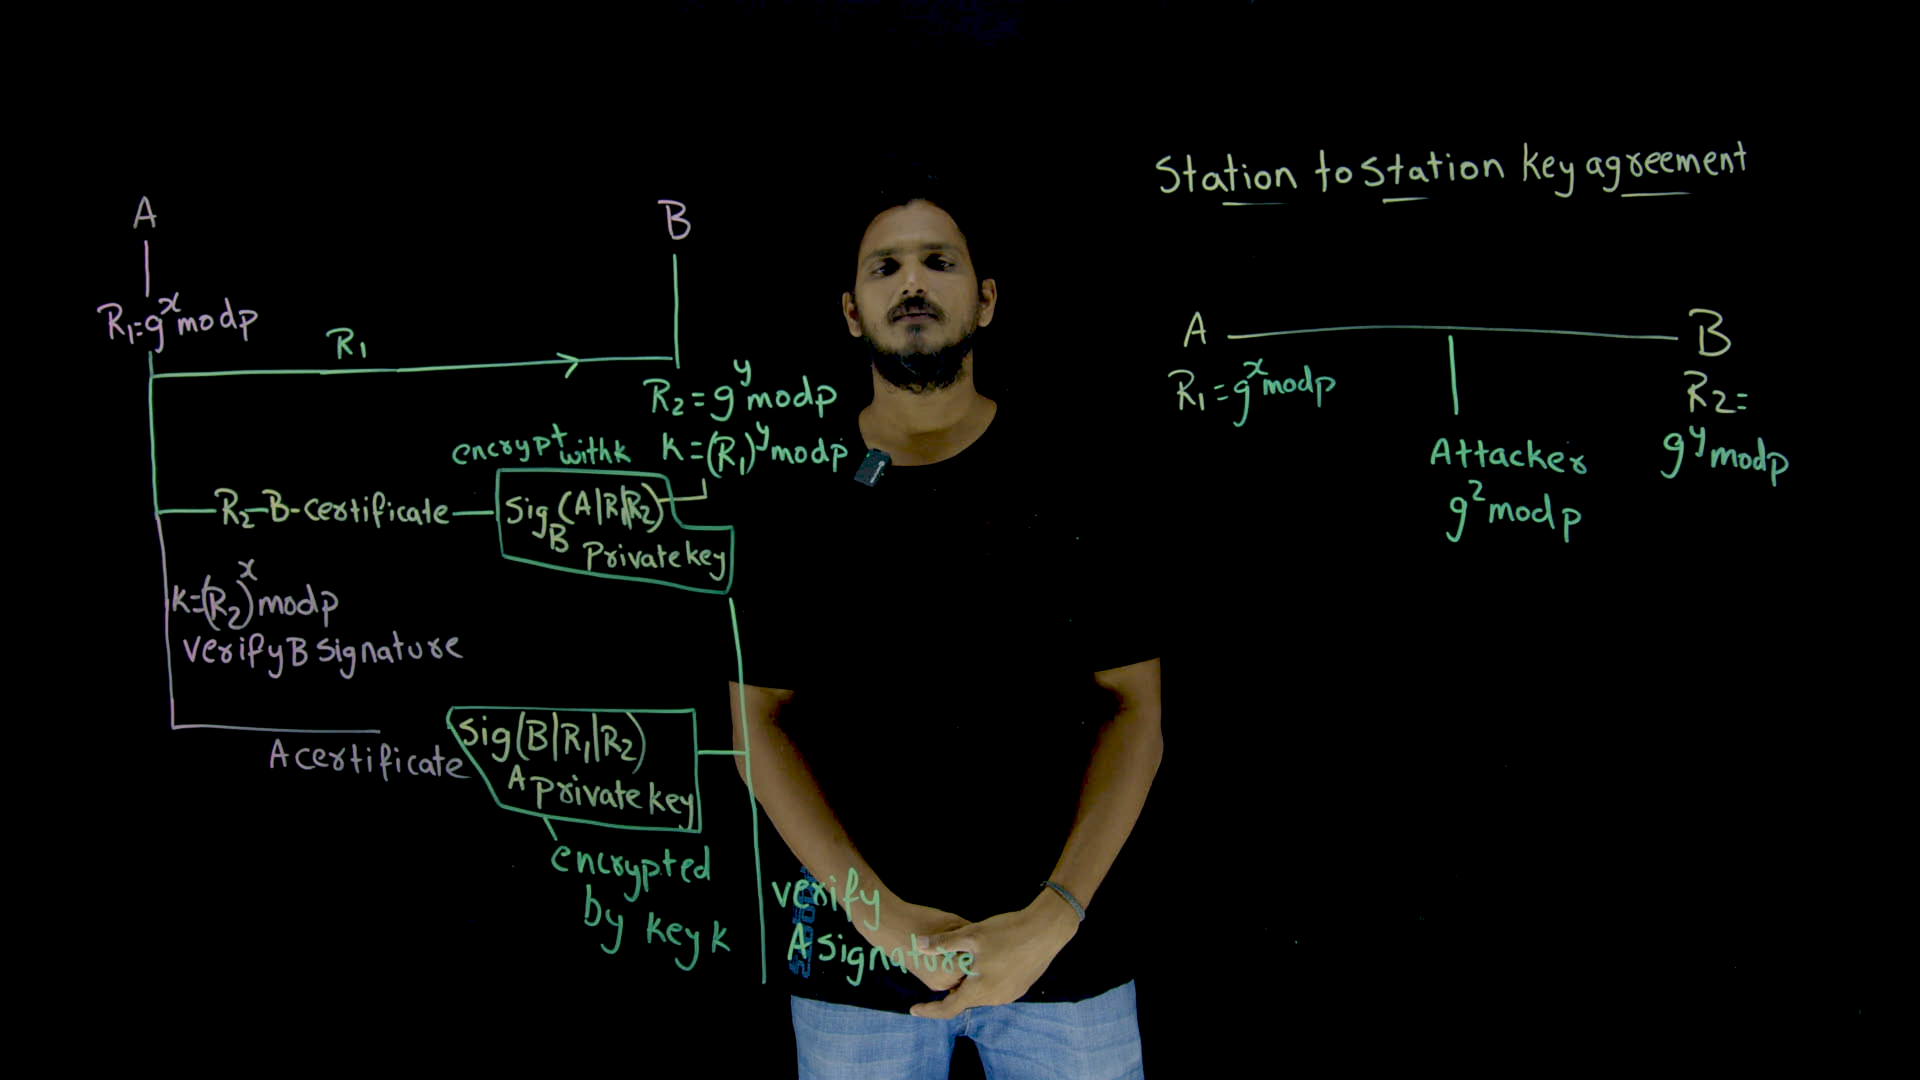 Station to Station key agreement
A
B
R1=g^x modp
R1
R2=g^y modp
K=(R1)^y modp
encrypt with k
R2-B-certificate
SigB(A|R1|R2)
Private key
K=(R2)^x modp
verify B signature
A certificate
Sig(B|R1|R2)
A private key
encrypted
by key k
verify
A signature
A
B
R1=g^x modp
R2=
g^y modp
Attacker
g^2 modp